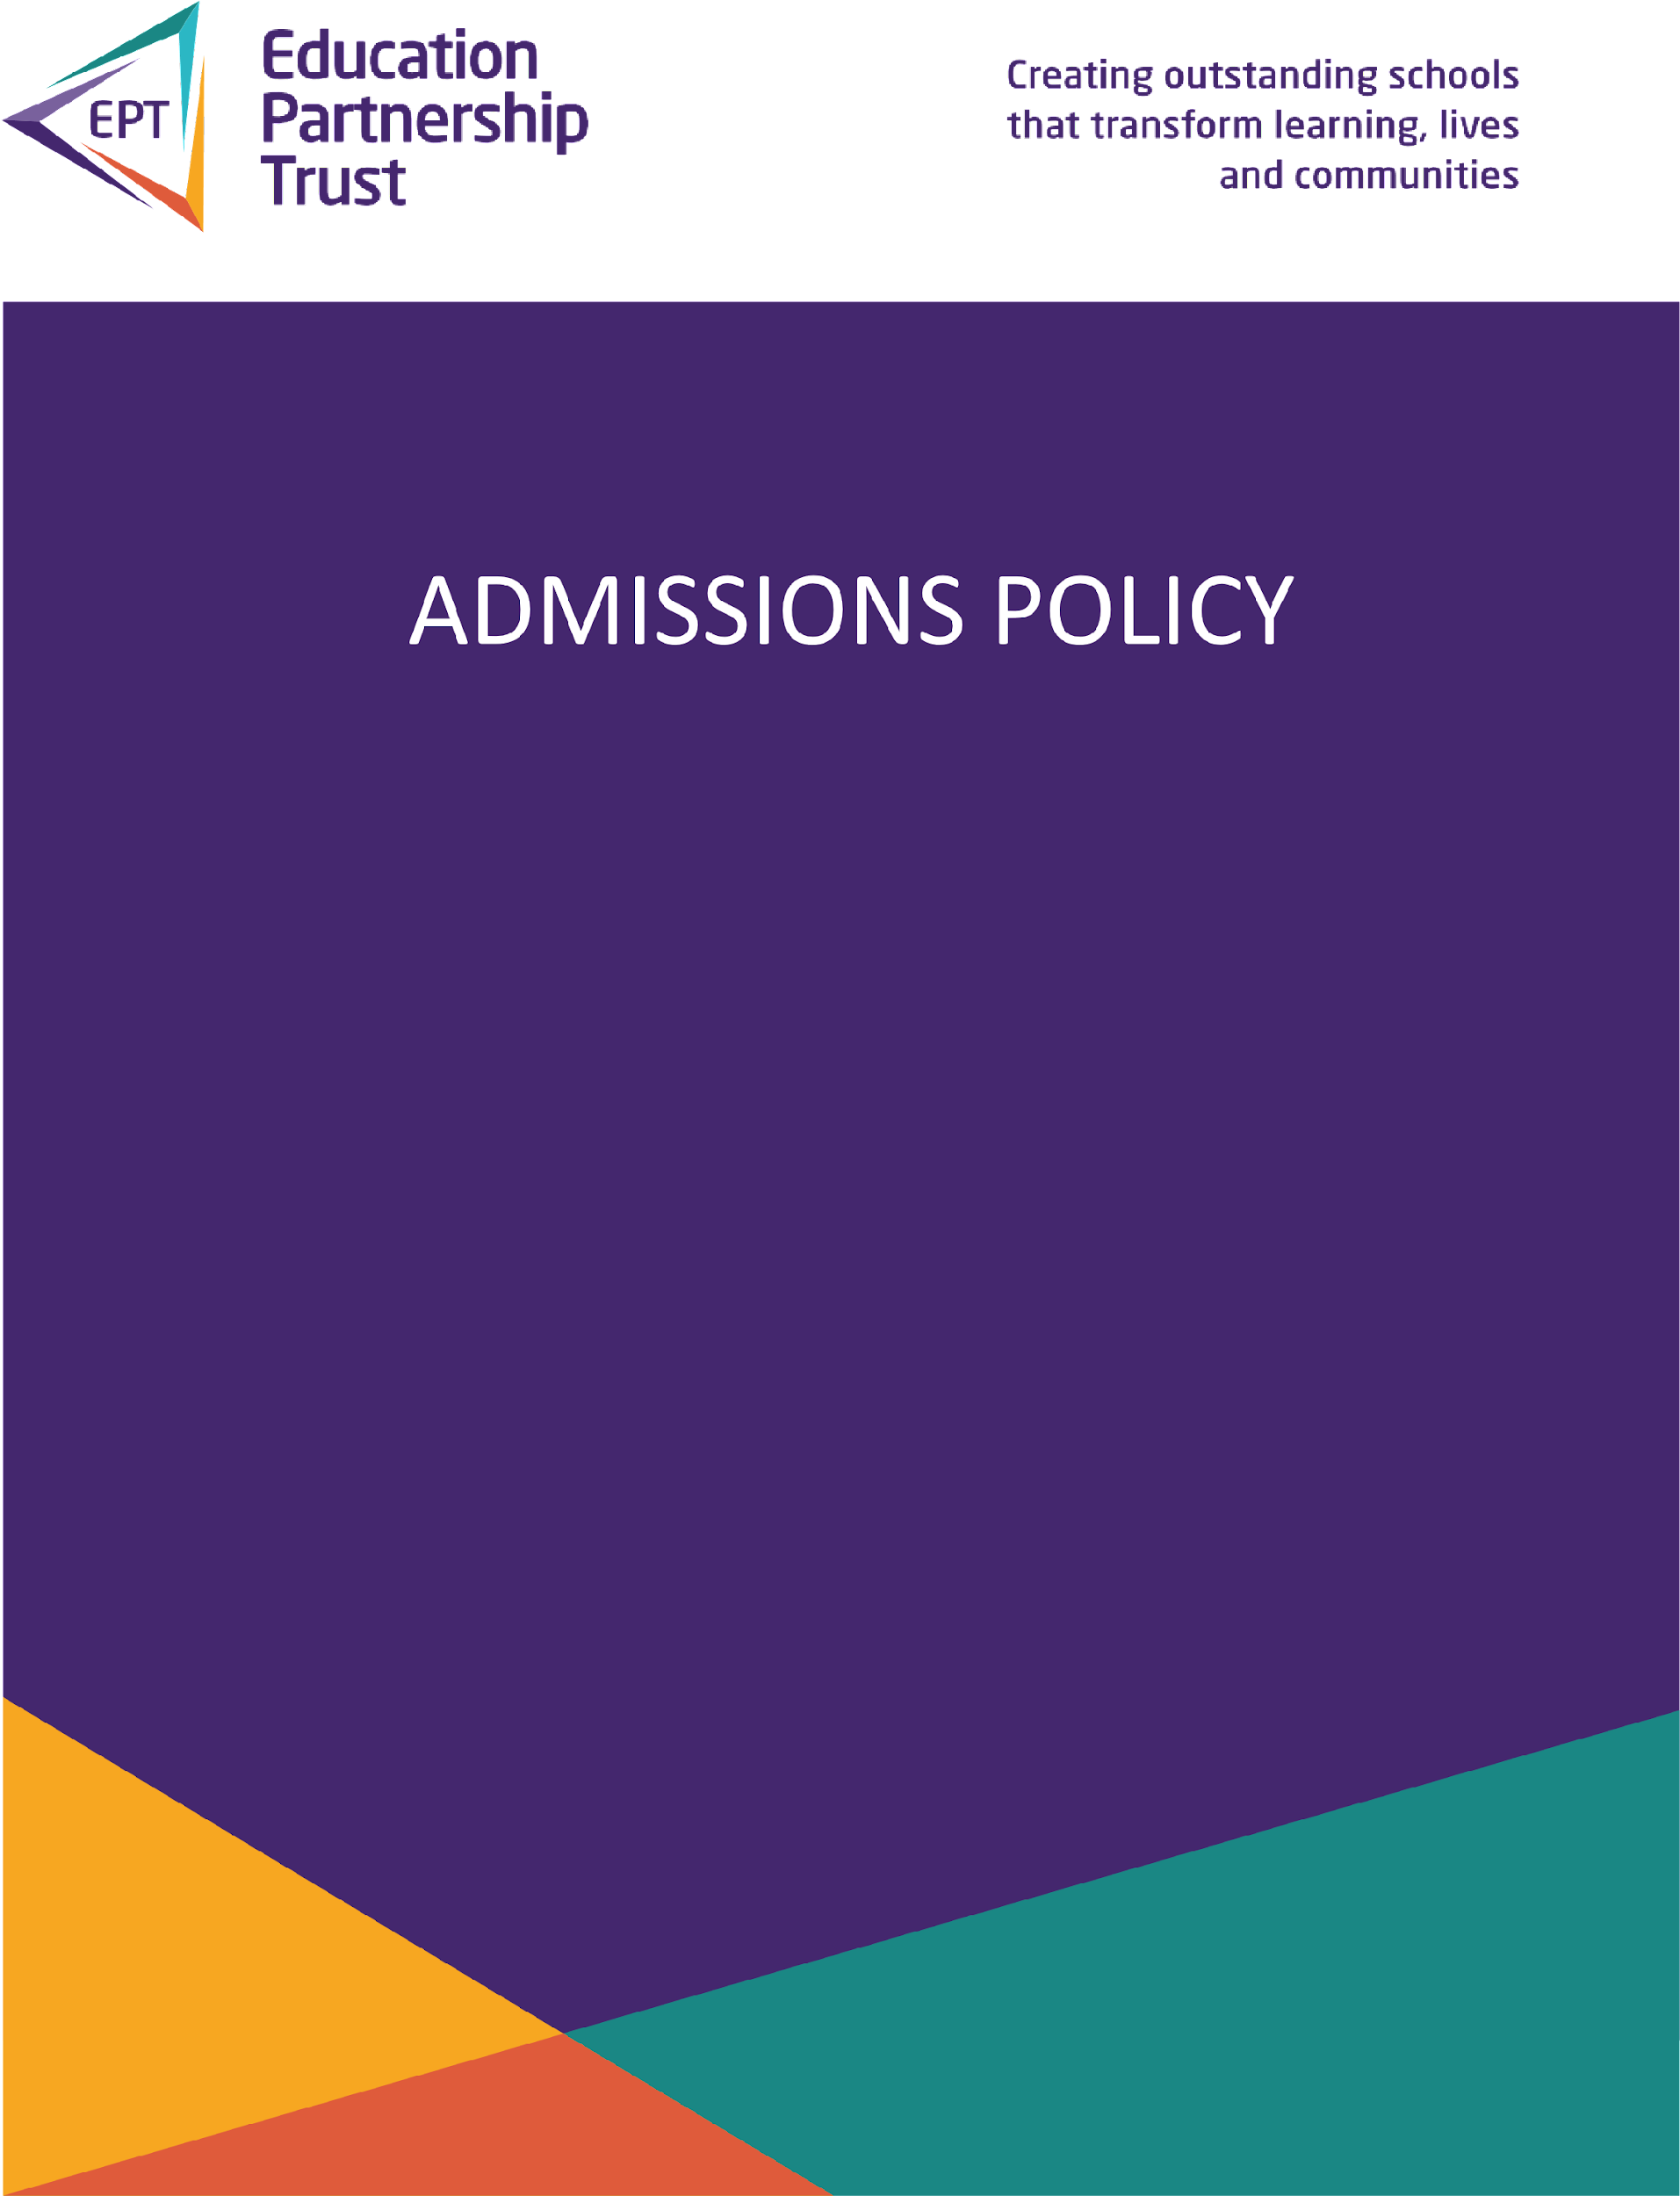 EPT
Education
Partnership
Trust
Creating outstanding schools
that transform learning, lives
and communities
ADMISSIONS POLICY